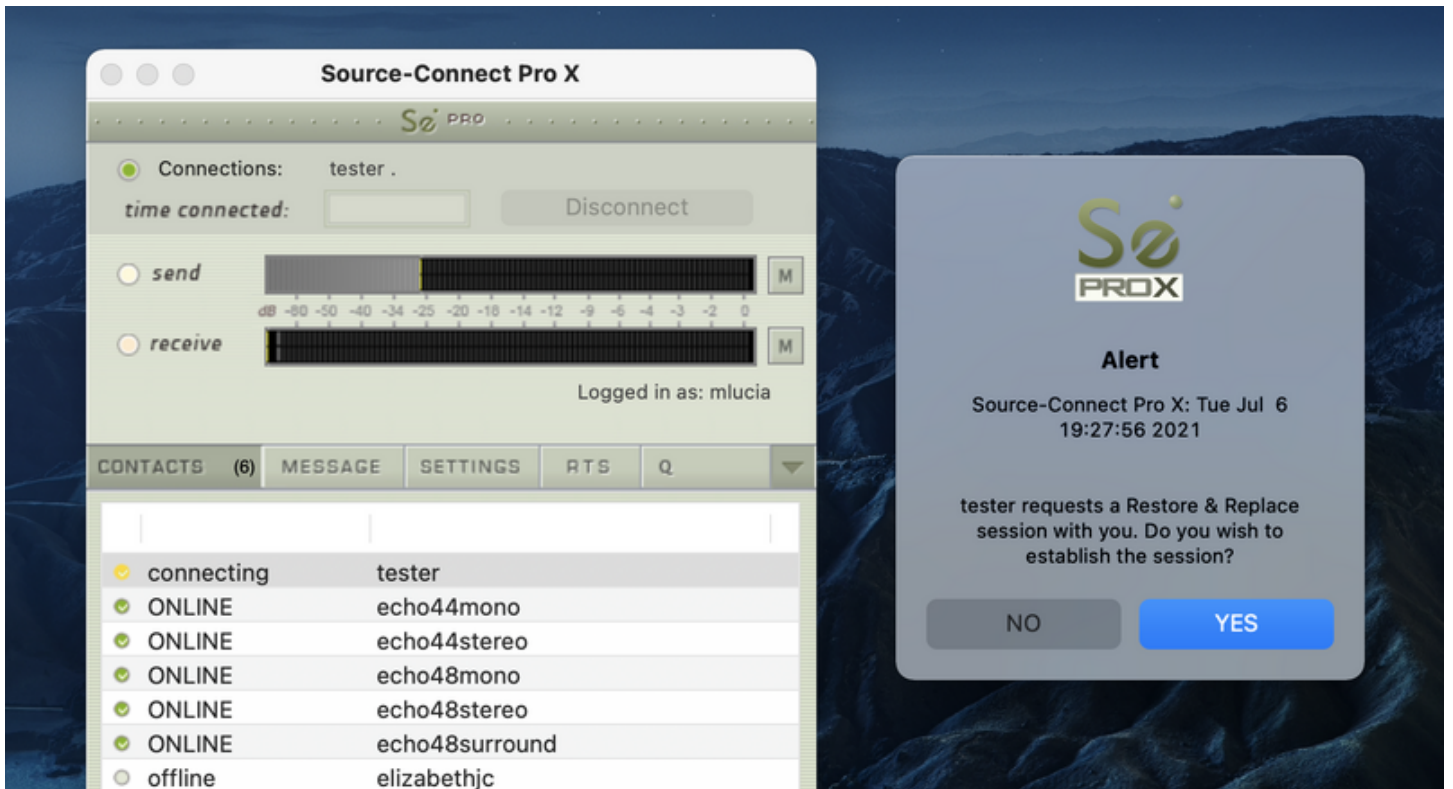 Source-Connect Pro X
Se PRO
Connections: tester .
time connected: Disconnect
send M
dB -80 -50 -40 -34 -25 -20 -18 -14 -12 -9 -6 -4 -3 -2 0
receive M
Logged in as: mlucia
CONTACTS (6) MESSAGE SETTINGS RTS Q
connecting tester
ONLINE echo44mono
ONLINE echo44stereo
ONLINE echo48mono
ONLINE echo48stereo
ONLINE echo48surround
offline elizabethjc
Se
PROX
Alert
Source-Connect Pro X: Tue Jul 6
19:27:56 2021
tester requests a Restore & Replace
session with you. Do you wish to
establish the session?
NO YES